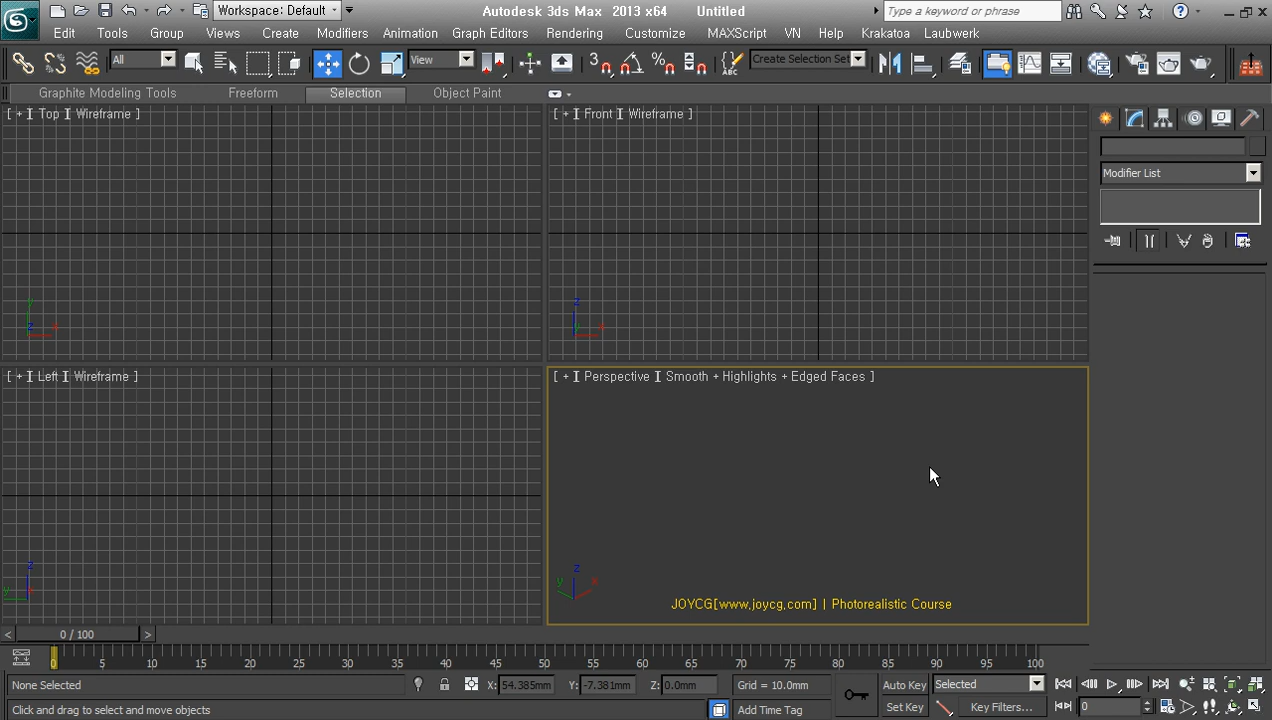 Workspace: Default
Autodesk 3ds Max 2013 x64 Untitled
Type a keyword or phrase
Edit Tools Group Views Create Modifiers Animation Graph Editors Rendering Customize MAXScript VN Help Krakatoa Laubwerk
All
View
3
Create Selection Set
Graphite Modeling Tools Freeform Selection Object Paint
[ + ] Top ] Wireframe ]
[ + ] Front ] Wireframe ]
Modifier List
y
z
x
z
y
x
[ + ] Left ] Wireframe ]
[ + ] Perspective ] Smooth + Highlights + Edged Faces ]
z
y
x
z
y
x
JOYCG[www.joycg.com] | Photorealistic Course
< 0 / 100 >
0 5 10 15 20 25 30 35 40 45 50 55 60 65 70 75 80 85 90 95 100
None Selected
X: 54.385mm Y: -7.381mm Z: 0.0mm Grid = 10.0mm
Auto Key Selected
Click and drag to select and move objects
Add Time Tag
Set Key Key Filters... 0